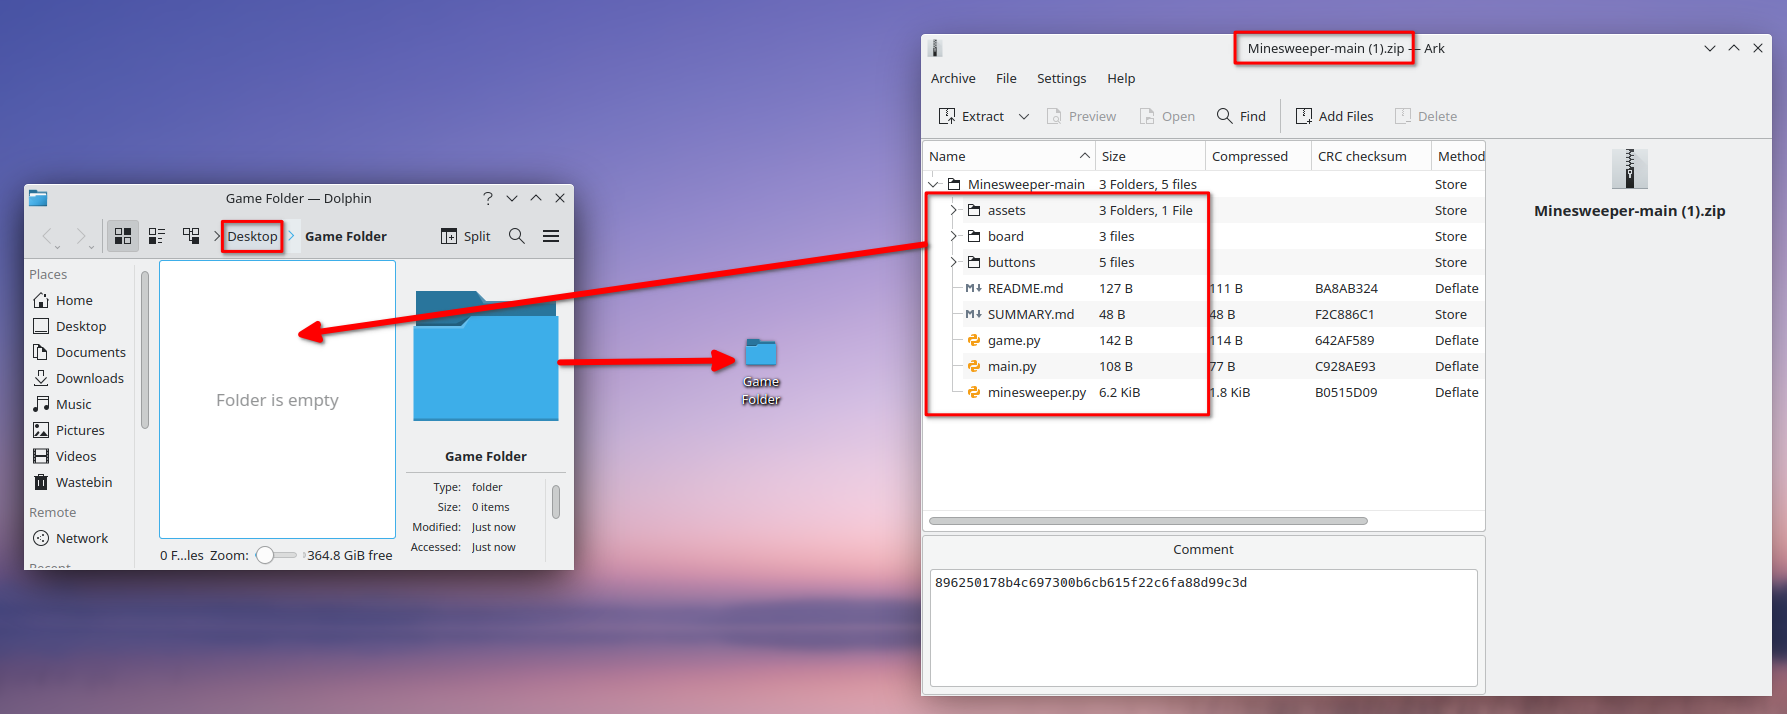 Game Folder — Dolphin
?
Desktop Game Folder Split
Places
Home
Desktop
Documents
Downloads
Music
Pictures
Videos
Wastebin
Remote
Network
Folder is empty
0 F...les Zoom: 364.8 GiB free
Game Folder
Type: folder
Size: 0 items
Modified: Just now
Accessed: Just now
Game
Folder
Minesweeper-main (1).zip — Ark
Archive File Settings Help
Extract Preview Open Find Add Files Delete
Name Size Compressed CRC checksum Method
Minesweeper-main 3 Folders, 5 files Store
assets 3 Folders, 1 File Store
board 3 files Store
buttons 5 files Store
README.md 127 B 111 B BA8AB324 Deflate
SUMMARY.md 48 B 48 B F2C886C1 Store
game.py 142 B 114 B 642AF589 Deflate
main.py 108 B 77 B C928AE93 Deflate
minesweeper.py 6.2 KiB 1.8 KiB B0515D09 Deflate
Comment
896250178b4c697300b6cb615f22c6fa88d99c3d
Minesweeper-main (1).zip